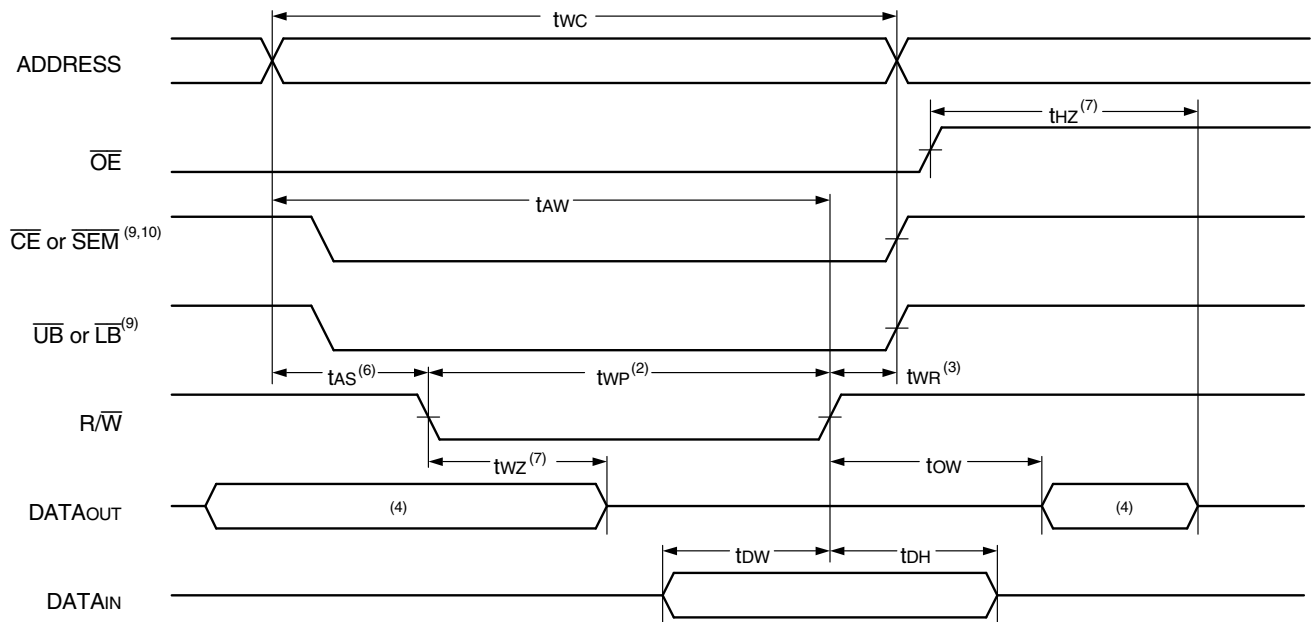 tWC
ADDRESS
tHZ(7)
OE
tAW
CE or SEM (9,10)
UB or LB(9)
tAS(6)
tWP(2)
tWR(3)
R/W
tWZ(7)
tOW
DATAOUT
(4)
(4)
tDW
tDH
DATAIN